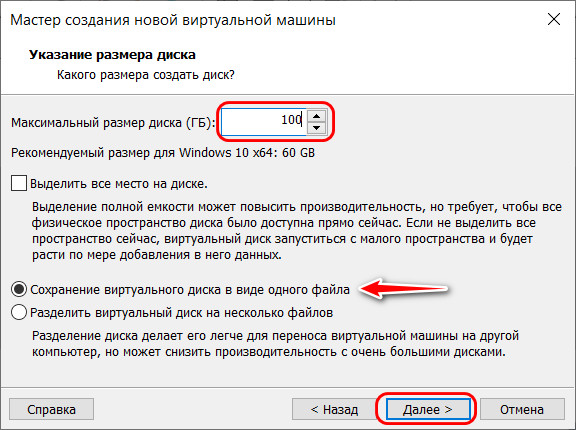 Мастер создания новой виртуальной машины
Указание размера диска
Какого размера создать диск?
Максимальный размер диска (ГБ): 100
Рекомендуемый размер для Windows 10 x64: 60 GB
Выделить все место на диске.
Выделение полной емкости может повысить производительность, но требует, чтобы все
физическое пространство диска было доступна прямо сейчас. Если не выделить все
пространство сейчас, виртуальный диск запуститься с малого пространства и будет
расти по мере добавления в него данных.
Сохранение виртуального диска в виде одного файла
Разделить виртуальный диск на несколько файлов
Разделение диска делает его легче для переноса виртуальной машины на другой
компьютер, но может снизить производительность с очень большими дисками.
Справка
< Назад
Далее >
Отмена